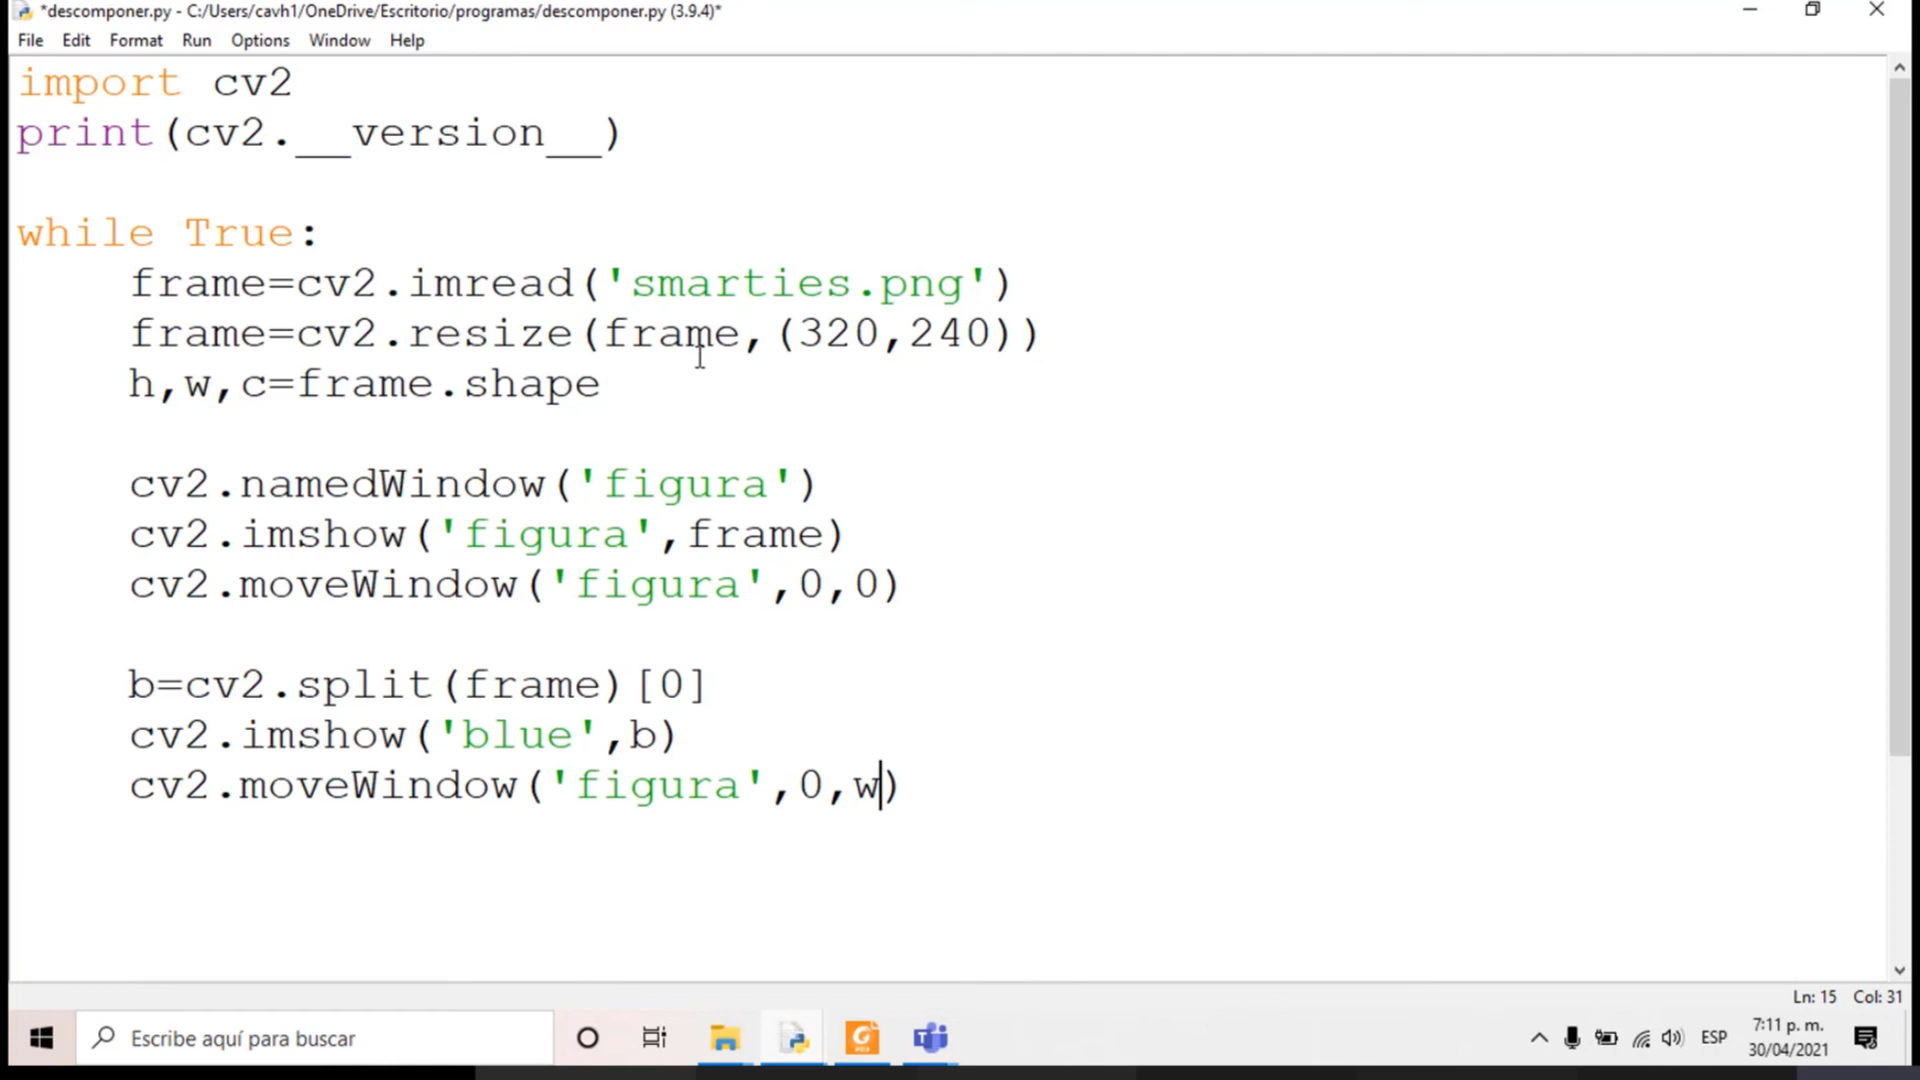 *descomponer.py - C:/Users/cavh1/OneDrive/Escritorio/programas/descomponer.py (3.9.4)*
File Edit Format Run Options Window Help
import cv2
print(cv2.__version__)
while True:
frame=cv2.imread('smarties.png')
frame=cv2.resize(frame,(320,240))
h,w,c=frame.shape
cv2.namedWindow('figura')
cv2.imshow('figura',frame)
cv2.moveWindow('figura',0,0)
b=cv2.split(frame)[0]
cv2.imshow('blue',b)
cv2.moveWindow('figura',0,w)
Ln: 15 Col: 31
Escribe aquí para buscar
ESP
7:11 p. m.
30/04/2021